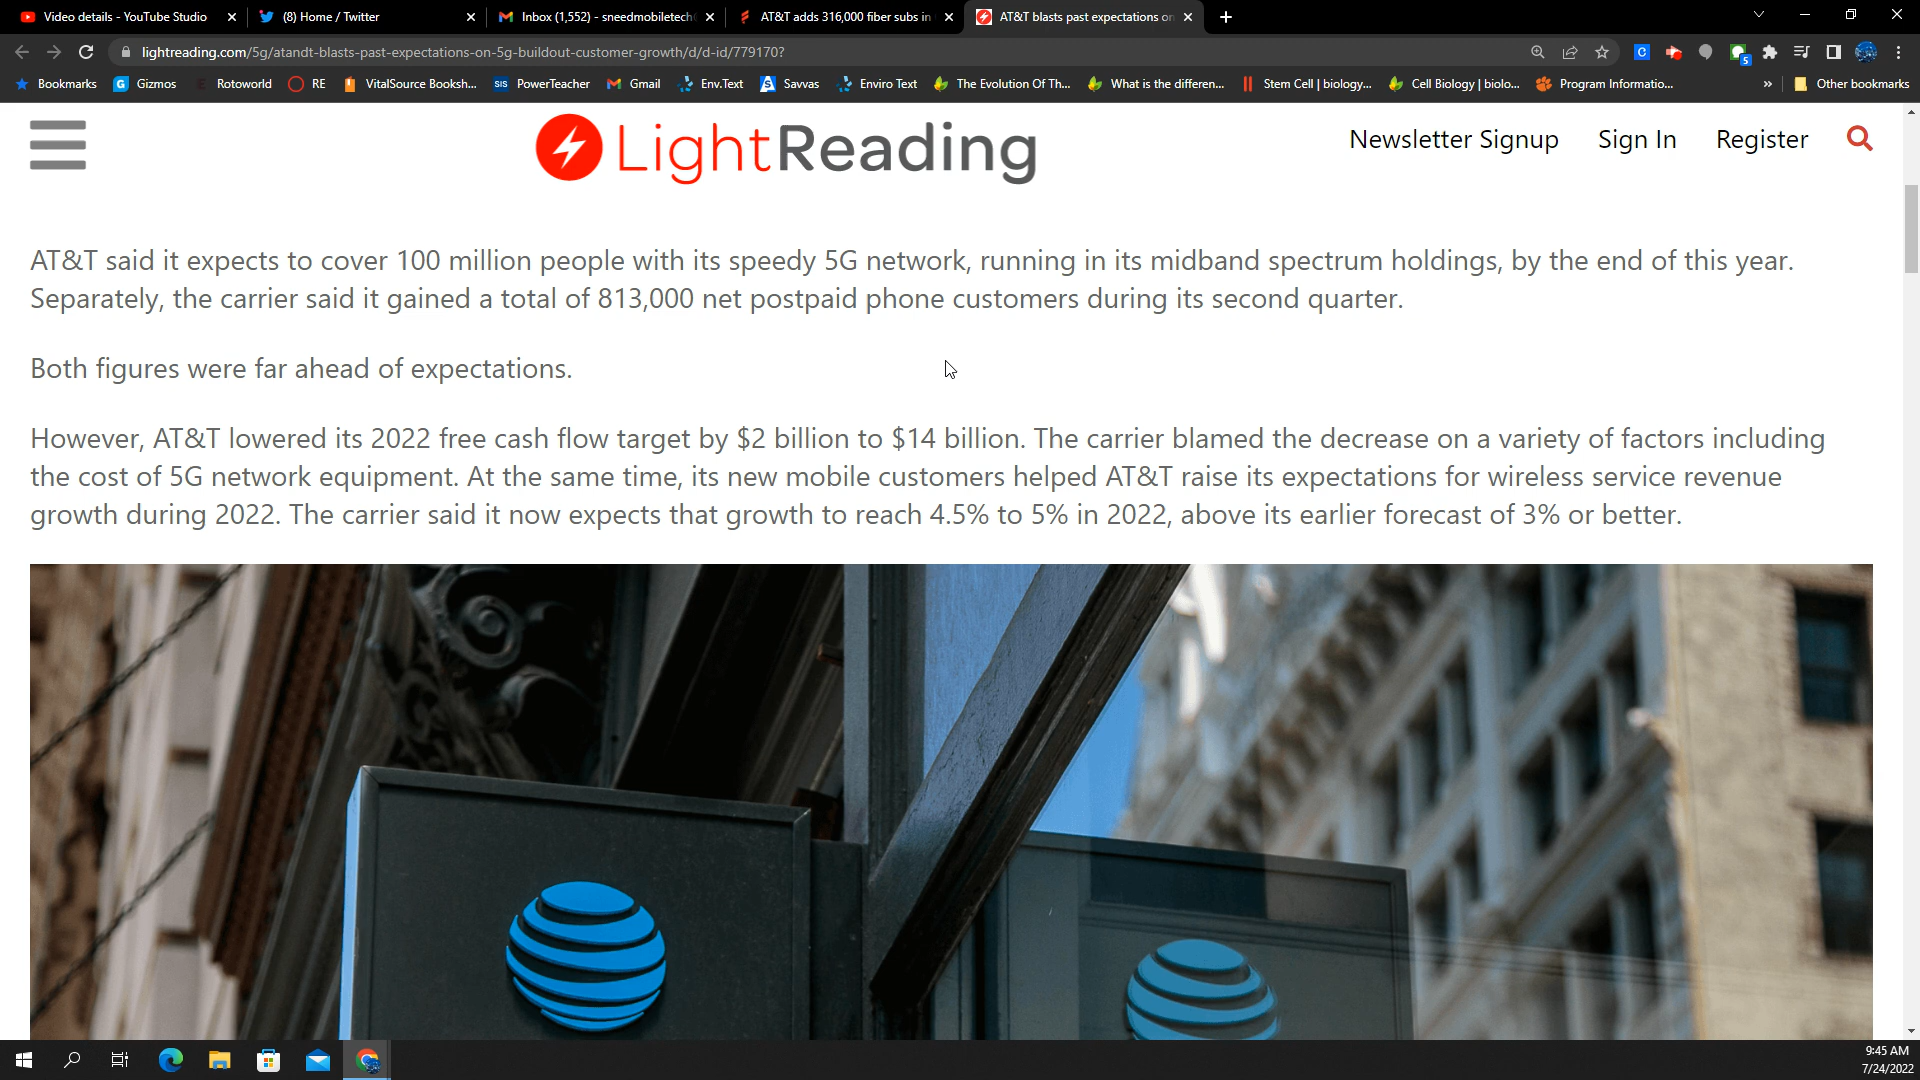 Video details - YouTube Studio
(8) Home / Twitter
Inbox (1,552) - sneedmobiletech
AT&T adds 316,000 fiber subs in
AT&T blasts past expectations on
lightreading.com/5g/atandt-blasts-past-expectations-on-5g-buildout-customer-growth/d/d-id/779170?
Bookmarks
Gizmos
Rotoworld
RE
VitalSource Booksh...
SIS PowerTeacher
Gmail
Env.Text
Savvas
Enviro Text
The Evolution Of Th...
What is the differen...
Stem Cell | biology...
Cell Biology | biolo...
Program Informatio...
»
Other bookmarks
LightReading
Newsletter Signup
Sign In
Register
AT&T said it expects to cover 100 million people with its speedy 5G network, running in its midband spectrum holdings, by the end of this year.
Separately, the carrier said it gained a total of 813,000 net postpaid phone customers during its second quarter.
Both figures were far ahead of expectations.
However, AT&T lowered its 2022 free cash flow target by $2 billion to $14 billion. The carrier blamed the decrease on a variety of factors including
the cost of 5G network equipment. At the same time, its new mobile customers helped AT&T raise its expectations for wireless service revenue
growth during 2022. The carrier said it now expects that growth to reach 4.5% to 5% in 2022, above its earlier forecast of 3% or better.
9:45 AM
7/24/2022